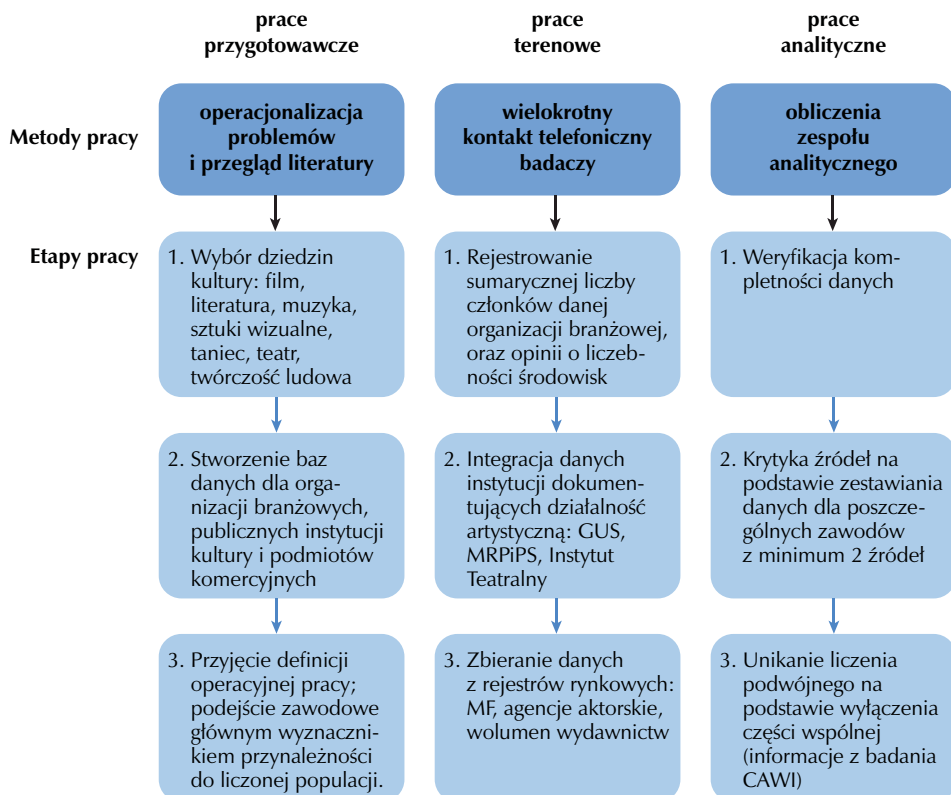 prace
przygotowawcze
prace
terenowe
prace
analityczne
Metody pracy
operacjonalizacja
problemów
i przegląd literatury
wielokrotny
kontakt telefoniczny
badaczy
obliczenia
zespołu
analitycznego
Etapy pracy
1. Wybór dziedzin
kultury: film,
literatura, muzyka,
sztuki wizualne,
taniec, teatr,
twórczość ludowa
1. Rejestrowanie
sumarycznej liczby
członków danej
organizacji branżowej,
oraz opinii o liczeb-
ności środowisk
1. Weryfikacja kom-
pletności danych
2. Stworzenie baz
danych dla orga-
nizacji branżowych,
publicznych instytucji
kultury i podmiotów
komercyjnych
2. Integracja danych
instytucji dokumen-
tujących działalność
artystyczną: GUS,
MRPiPS, Instytut
Teatralny
2. Krytyka źródeł na
podstawie zestawiania
danych dla poszcze-
gólnych zawodów
z minimum 2 źródeł
3. Przyjęcie definicji
operacyjnej pracy;
podejście zawodowe
głównym wyznaczni-
kiem przynależności
do liczonej populacji.
3. Zbieranie danych
z rejestrów rynkowych:
MF, agencje aktorskie,
wolumen wydawnictw
3. Unikanie liczenia
podwójnego na
podstawie wyłączenia
części wspólnej
(informacje z badania
CAWI)